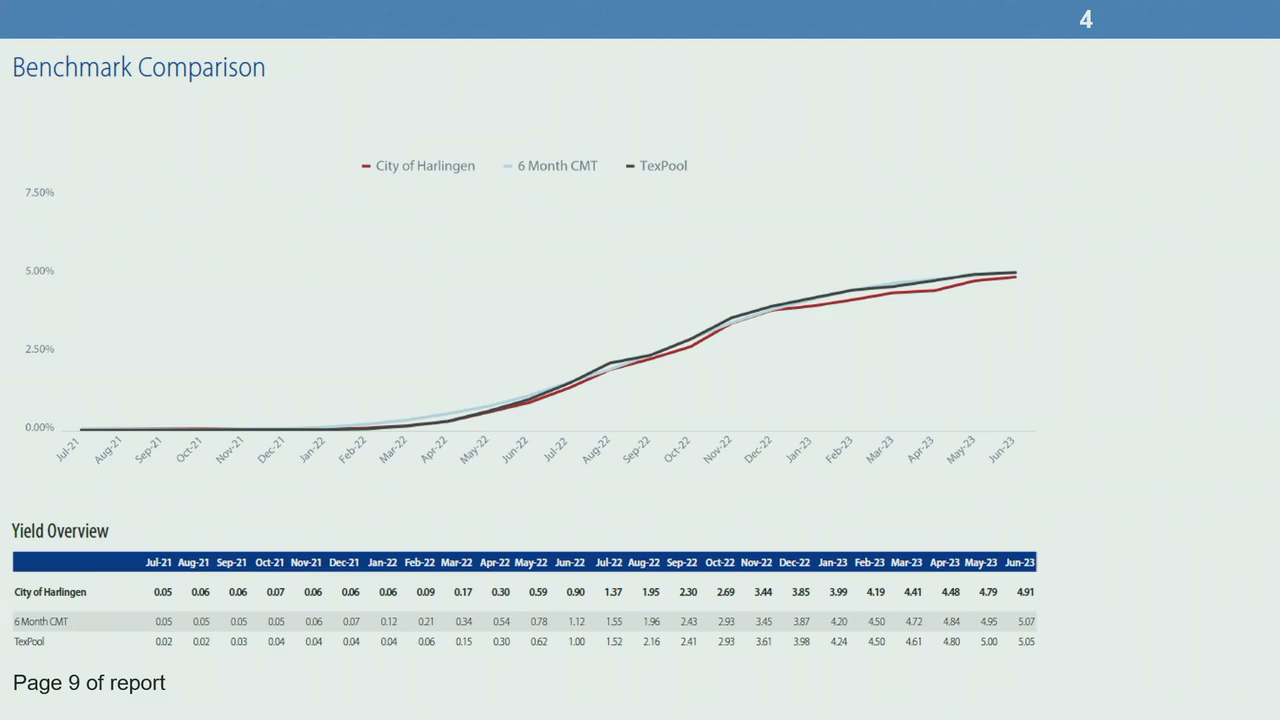 4
Benchmark Comparison
City of Harlingen 6 Month CMT TexPool
7.50%
5.00%
2.50%
0.00%
Jul-21 Aug-21 Sep-21 Oct-21 Nov-21 Dec-21 Jan-22 Feb-22 Mar-22 Apr-22 May-22 Jun-22 Jul-22 Aug-22 Sep-22 Oct-22 Nov-22 Dec-22 Jan-23 Feb-23 Mar-23 Apr-23 May-23 Jun-23
Yield Overview
Jul-21 Aug-21 Sep-21 Oct-21 Nov-21 Dec-21 Jan-22 Feb-22 Mar-22 Apr-22 May-22 Jun-22 Jul-22 Aug-22 Sep-22 Oct-22 Nov-22 Dec-22 Jan-23 Feb-23 Mar-23 Apr-23 May-23 Jun-23
City of Harlingen 0.05 0.06 0.06 0.07 0.06 0.06 0.06 0.09 0.17 0.30 0.59 0.90 1.37 1.95 2.30 2.69 3.44 3.85 3.99 4.19 4.41 4.48 4.79 4.91
6 Month CMT 0.05 0.05 0.05 0.05 0.06 0.07 0.12 0.21 0.34 0.54 0.78 1.12 1.55 1.96 2.43 2.93 3.45 3.87 4.20 4.50 4.72 4.84 4.95 5.07
TexPool 0.02 0.02 0.03 0.04 0.04 0.04 0.04 0.06 0.15 0.30 0.62 1.00 1.52 2.16 2.41 2.93 3.61 3.98 4.24 4.50 4.61 4.80 5.00 5.05
Page 9 of report